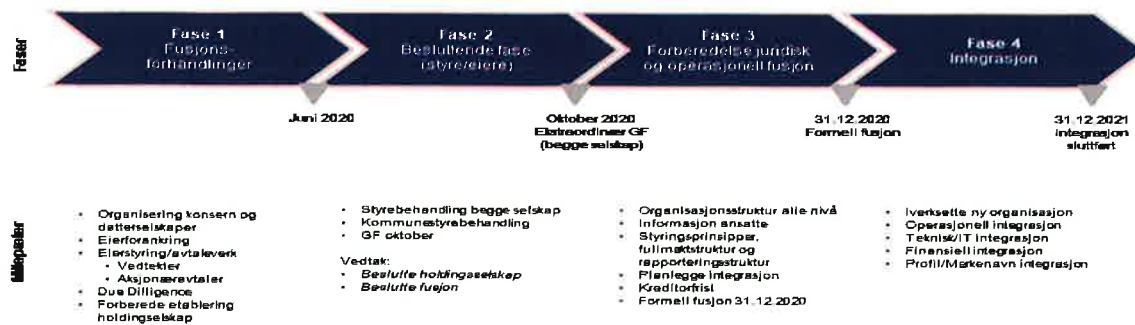 Faser
Fase 1
Fusjons-
forhandlinger
Fase 2
Besluttende fase
(styre/eiere)
Fase 3
Forberedelse juridisk
og operasjonell fusjon
Fase 4
Integrasjon
Juni 2020
Oktober 2020
Ekstraordinær GF
(begge selskap)
31.12.2020
Formell fusjon
31.12.2021
Integrasjon
sluttført
Milepæler
• Organisering konsern og
datterselskaper
• Eierforankring
• Eierstyring/avtaleverk
• Vedtekter
• Aksjonæravtaler
• Due Dilligence
• Forberede etablering
holdingselskap
• Styrebehandling begge selskap
• Kommunestyrebehandling
• GF oktober
Vedtak:
• Beslutte holdingselskap
• Beslutte fusjon
• Organisasjonsstruktur alle nivå
• Informasjon ansatte
• Styringsprinsipper,
fullmaktstruktur og
rapporteringsstruktur
• Planlegge integrasjon
• Kreditorfrist
• Formell fusjon 31.12.2020
• Iverksette ny organisasjon
• Operasjonell integrasjon
• Teknisk/IT integrasjon
• Finansiell integrasjon
• Profil/Merkenavn integrasjon